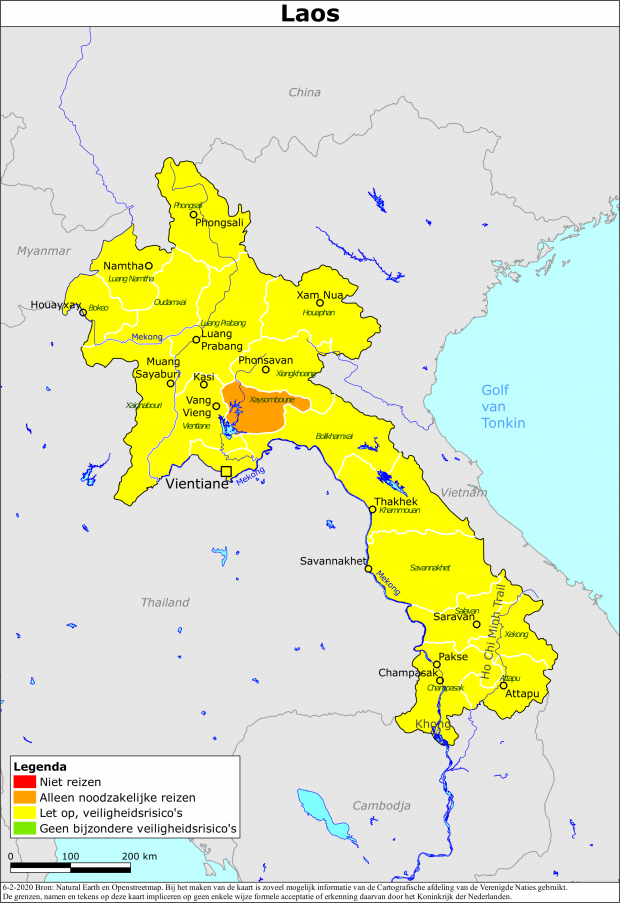 Laos
China
Phongsali
Phongsali
Myanmar
Namtha
Luang Namtha
Oudamxai
Xam Nua
Houaphan
Houayxay
Bokeo
Luang Prabang
Mekong
Luang
Prabang
Muang
Sayaburi
Phonsavan
Xiangkhoang
Kasi
Golf
van
Tonkin
Xaignabouri
Vang
Vieng
Xaysomboune
Vientiane
Bolikhamxai
Vientiane
Mekong
Vietnam
Thakhek
Khammouan
Savannakhet
Savannakhet
Mekong
Thailand
Ho Chi Minh Trail
Salavan
Saravan
Xekong
Pakse
Champasak
Champasak
Attapu
Attapu
Khong
Cambodja
Legenda
Niet reizen
Alleen noodzakelijke reizen
Let op, veiligheidsrisico's
Geen bijzondere veiligheidsrisico's
0 100 200 km
6-2-2020 Bron: Natural Earth en Openstreetmap. Bij het maken van de kaart is zoveel mogelijk informatie van de Cartografische afdeling van de Verenigde Naties gebruikt.
De grenzen, namen en tekens op deze kaart impliceren op geen enkele wijze formele acceptatie of erkenning daarvan door het Koninkrijk der Nederlanden.